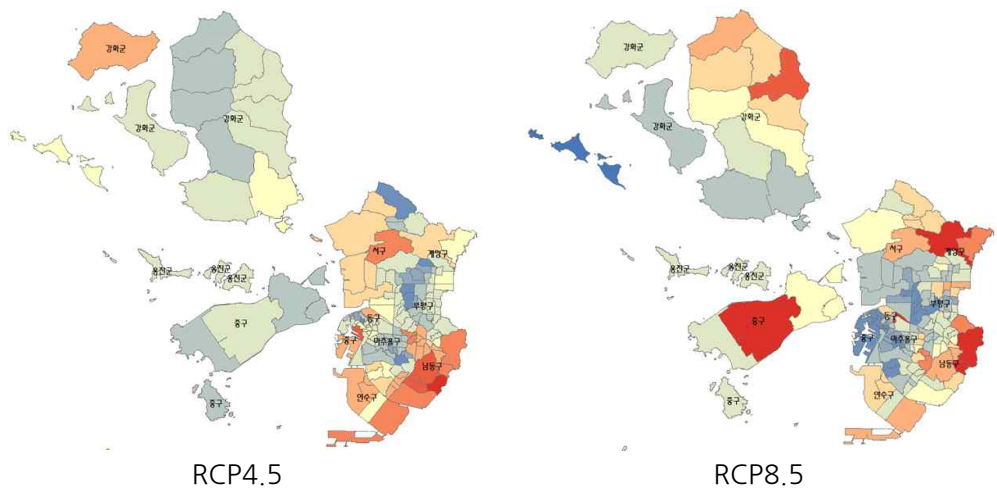 강화군
강화군
강화군
서구
계양구
옹진군
옹진군
옹진군
부평구
중구
동구
중구
미추홀구
남동구
연수구
중구
RCP4.5
강화군
강화군
강화군
서구
계양구
옹진군
옹진군
옹진군
부평구
중구
동구
중구
미추홀구
남동구
연수구
중구
RCP8.5